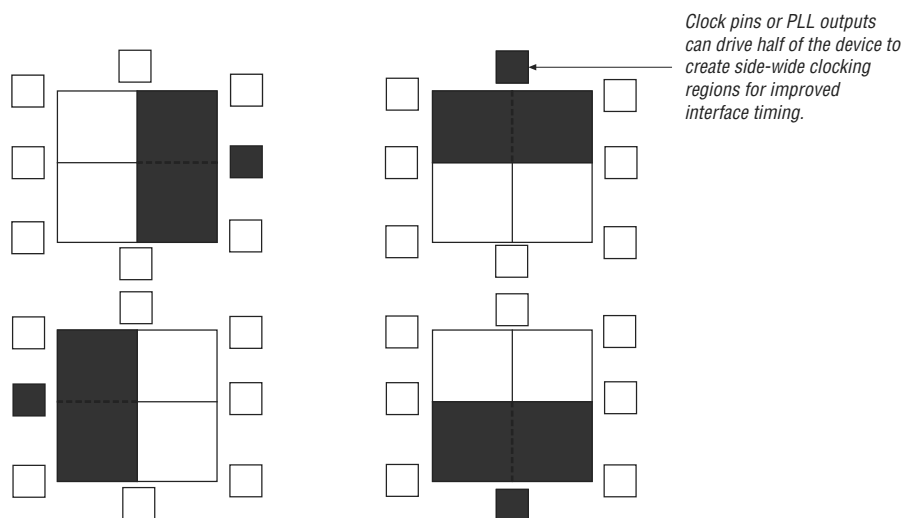 Clock pins or PLL outputs
can drive half of the device to
create side-wide clocking
regions for improved
interface timing.